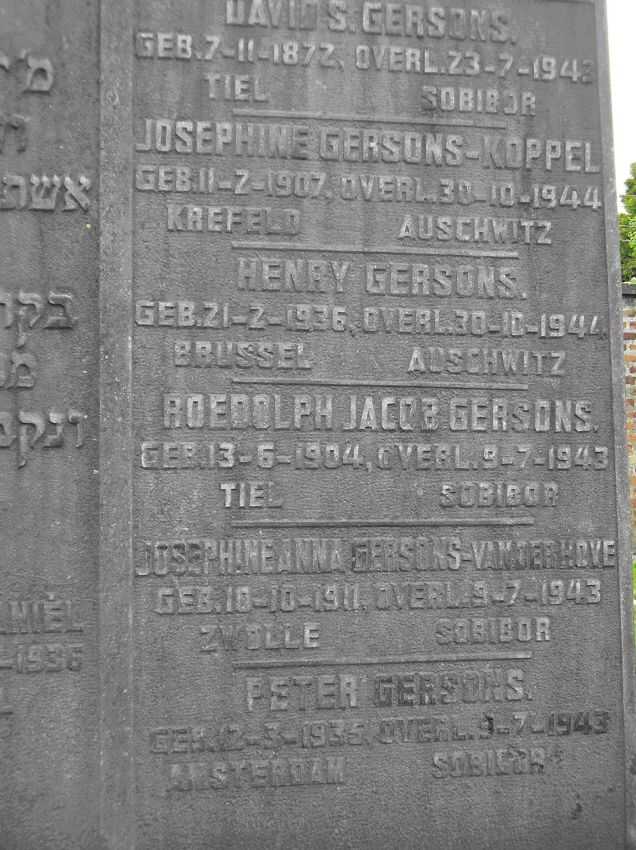 DAVID S. GERSONS.
GEB.7-11-1872, OVERL.23-7-1943
TIEL SOBIBOR
JOSEPHINE GERSONS-KOPPEL
GEB.11-2-1907, OVERL.30-10-1944
KREFELD AUSCHWITZ
HENRY GERSONS.
GEB.21-2-1936, OVERL.30-10-1944
BRUSSEL AUSCHWITZ
ROEDOLPH JACOB GERSONS.
GEB.13-6-1904, OVERL.9-7-1943
TIEL SOBIBOR
JOSEPHINE ANNA GERSONS-VAN DER HOVE
GEB.10-10-1911, OVERL.9-7-1943
ZWOLLE SOBIBOR
PETER GERSONS.
GEB.12-3-1935, OVERL.9-7-1943
AMSTERDAM SOBIBOR
אשת
-1936